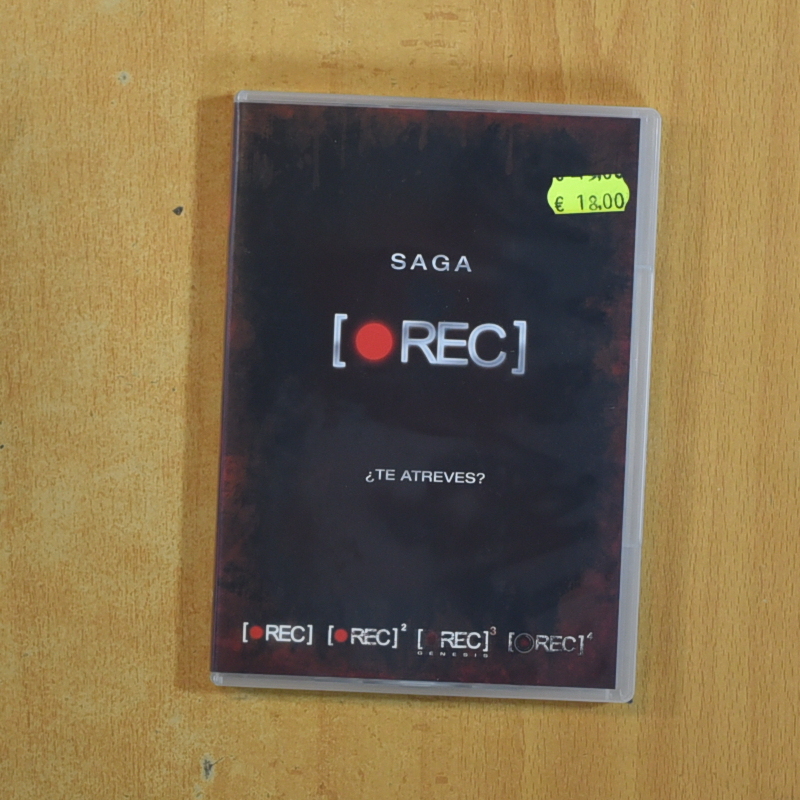 € 18.00
SAGA
[●REC]
¿TE ATREVES?
[●REC] [●REC]² [●REC]³ [●REC]⁴
GENESIS